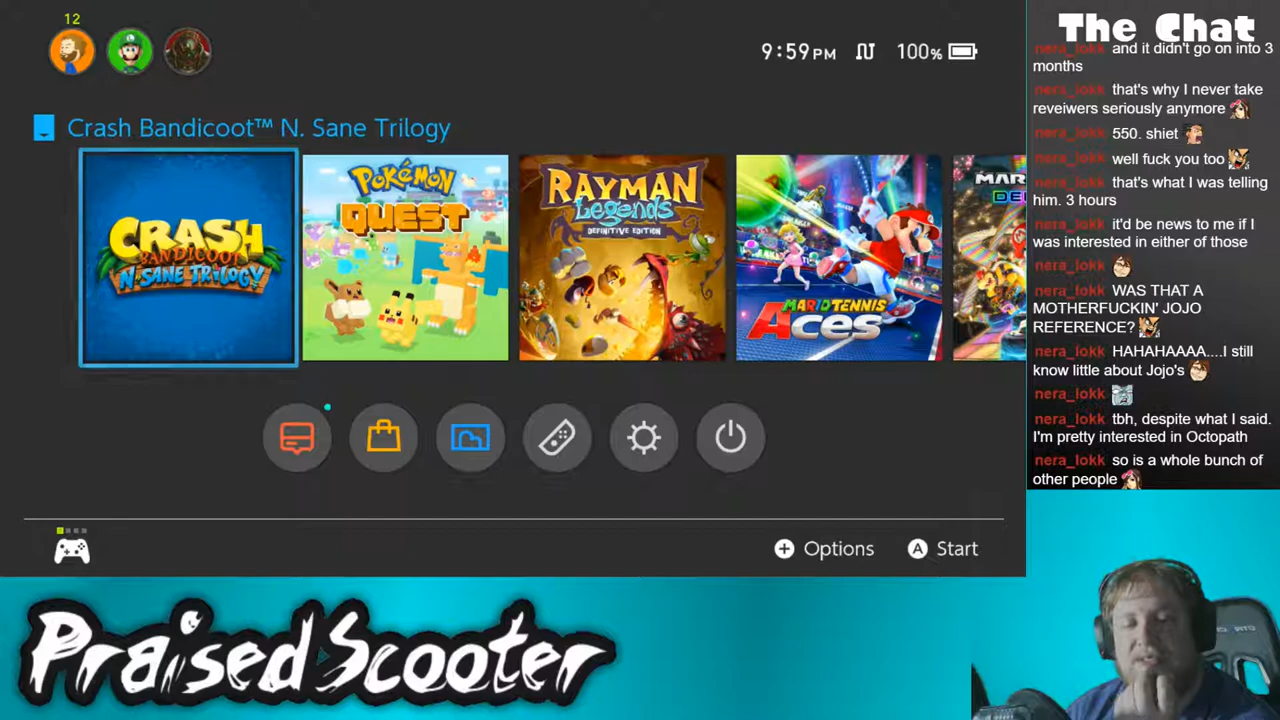 12
9:59 PM
100%
Crash Bandicoot™ N. Sane Trilogy
CRASH
BANDICOOT
N. SANE TRILOGY
POKÉMON
QUEST
RAYMAN
Legends
DEFINITIVE EDITION
MARIO TENNIS
Aces
MAR
DE
Options
A Start
PraisedScooter
The Chat
nera_lokk and it didn't go on into 3
months
nera_lokk that's why I never take
reveiwers seriously anymore
nera_lokk 550. shiet
nera_lokk well fuck you too
nera_lokk that's what I was telling
him. 3 hours
nera_lokk it'd be news to me if I
was interested in either of those
nera_lokk
nera_lokk WAS THAT A
MOTHERFUCKIN' JOJO
REFERENCE?
nera_lokk HAHAHAAAA....I still
know little about Jojo's
nera_lokk
nera_lokk tbh, despite what I said.
I'm pretty interested in Octopath
nera_lokk so is a whole bunch of
other people